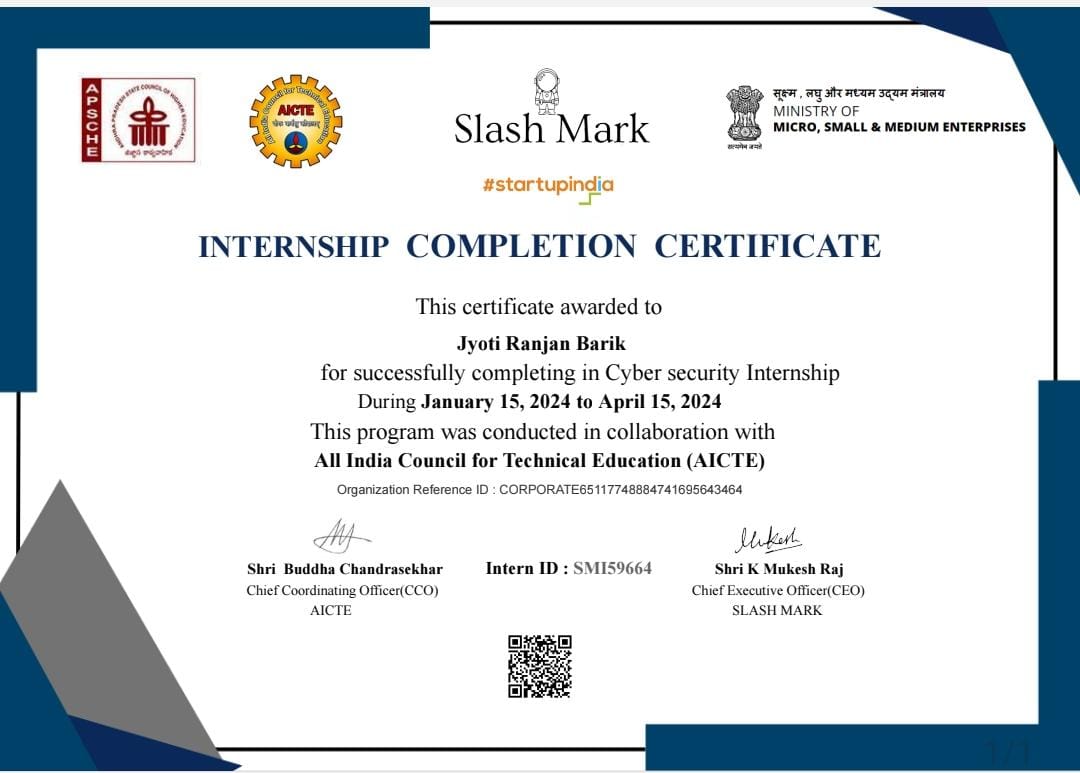 APSCHE
ANDHRA PRADESH STATE COUNCIL OF HIGHER EDUCATION
All India Council for Technical Education
AICTE
Slash Mark
#startupindia
सूक्ष्म , लघु और मध्यम उद्यम मंत्रालय
MINISTRY OF
MICRO, SMALL & MEDIUM ENTERPRISES
सत्यमेव जयते
INTERNSHIP COMPLETION CERTIFICATE
This certificate awarded to
Jyoti Ranjan Barik
for successfully completing in Cyber security Internship
During January 15, 2024 to April 15, 2024
This program was conducted in collaboration with
All India Council for Technical Education (AICTE)
Organization Reference ID : CORPORATE65117748884741695643464
Mukesh
Shri Buddha Chandrasekhar
Chief Coordinating Officer(CCO)
AICTE
Intern ID : SMI59664
Shri K Mukesh Raj
Chief Executive Officer(CEO)
SLASH MARK
1/1